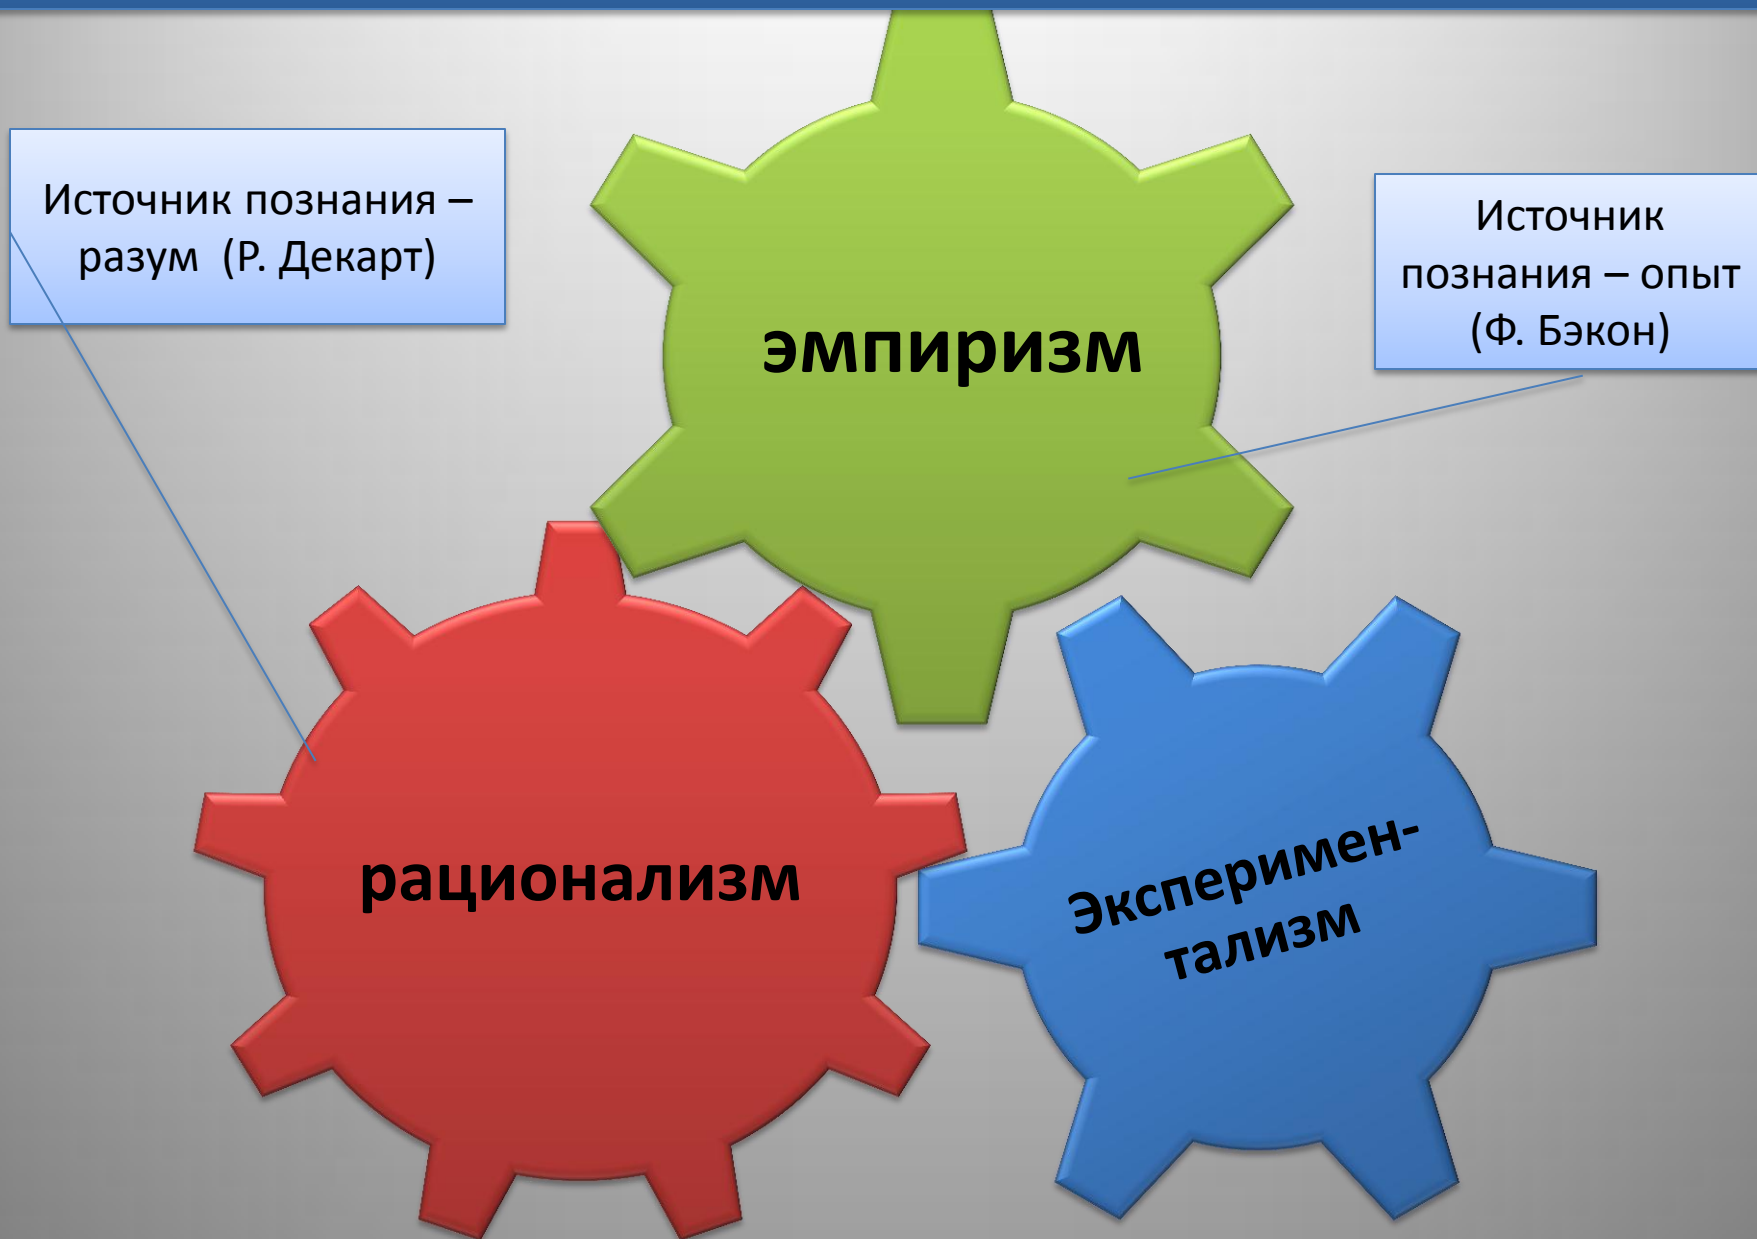 Источник познания –
разум (Р. Декарт)
эмпиризм
Источник
познания – опыт
(Ф. Бэкон)
рационализм
Эксперимен-
тализм